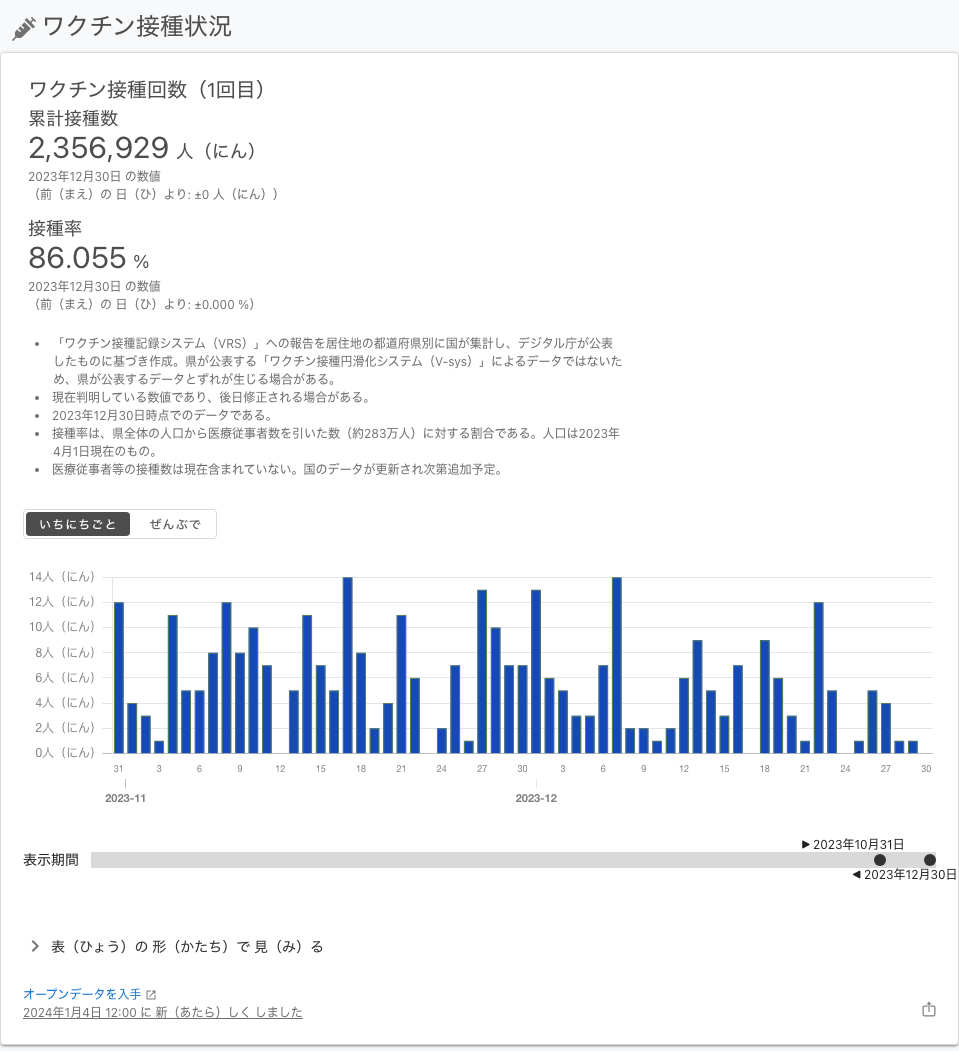 ワクチン接種状況
ワクチン接種回数（1回目）
累計接種数
2,356,929 人（にん）
2023年12月30日 の数値
（前（まえ）の 日（ひ）より: ±0 人（にん））
接種率
86.055 %
2023年12月30日 の数値
（前（まえ）の 日（ひ）より: ±0.000 %）
• 「ワクチン接種記録システム（VRS）」への報告を居住地の都道府県別に国が集計し、デジタル庁が公表
したものに基づき作成。県が公表する「ワクチン接種円滑化システム（V-sys）」によるデータではないた
め、県が公表するデータとずれが生じる場合がある。
• 現在判明している数値であり、後日修正される場合がある。
• 2023年12月30日時点でのデータである。
• 接種率は、県全体の人口から医療従事者数を引いた数（約283万人）に対する割合である。人口は2023年
4月1日現在のもの。
• 医療従事者等の接種数は現在含まれていない。国のデータが更新され次第追加予定。
いちにちごと ぜんぶで
14人（にん）
12人（にん）
10人（にん）
8人（にん）
6人（にん）
4人（にん）
2人（にん）
0人（にん）
31 3 6 9 12 15 18 21 24 27 30 3 6 9 12 15 18 21 24 27 30
2023-11 2023-12
▶ 2023年10月31日
表示期間
◀ 2023年12月30日
表（ひょう）の 形（かたち）で 見（み）る
オープンデータを入手
2024年1月4日 12:00 に 新（あたら）しく しました